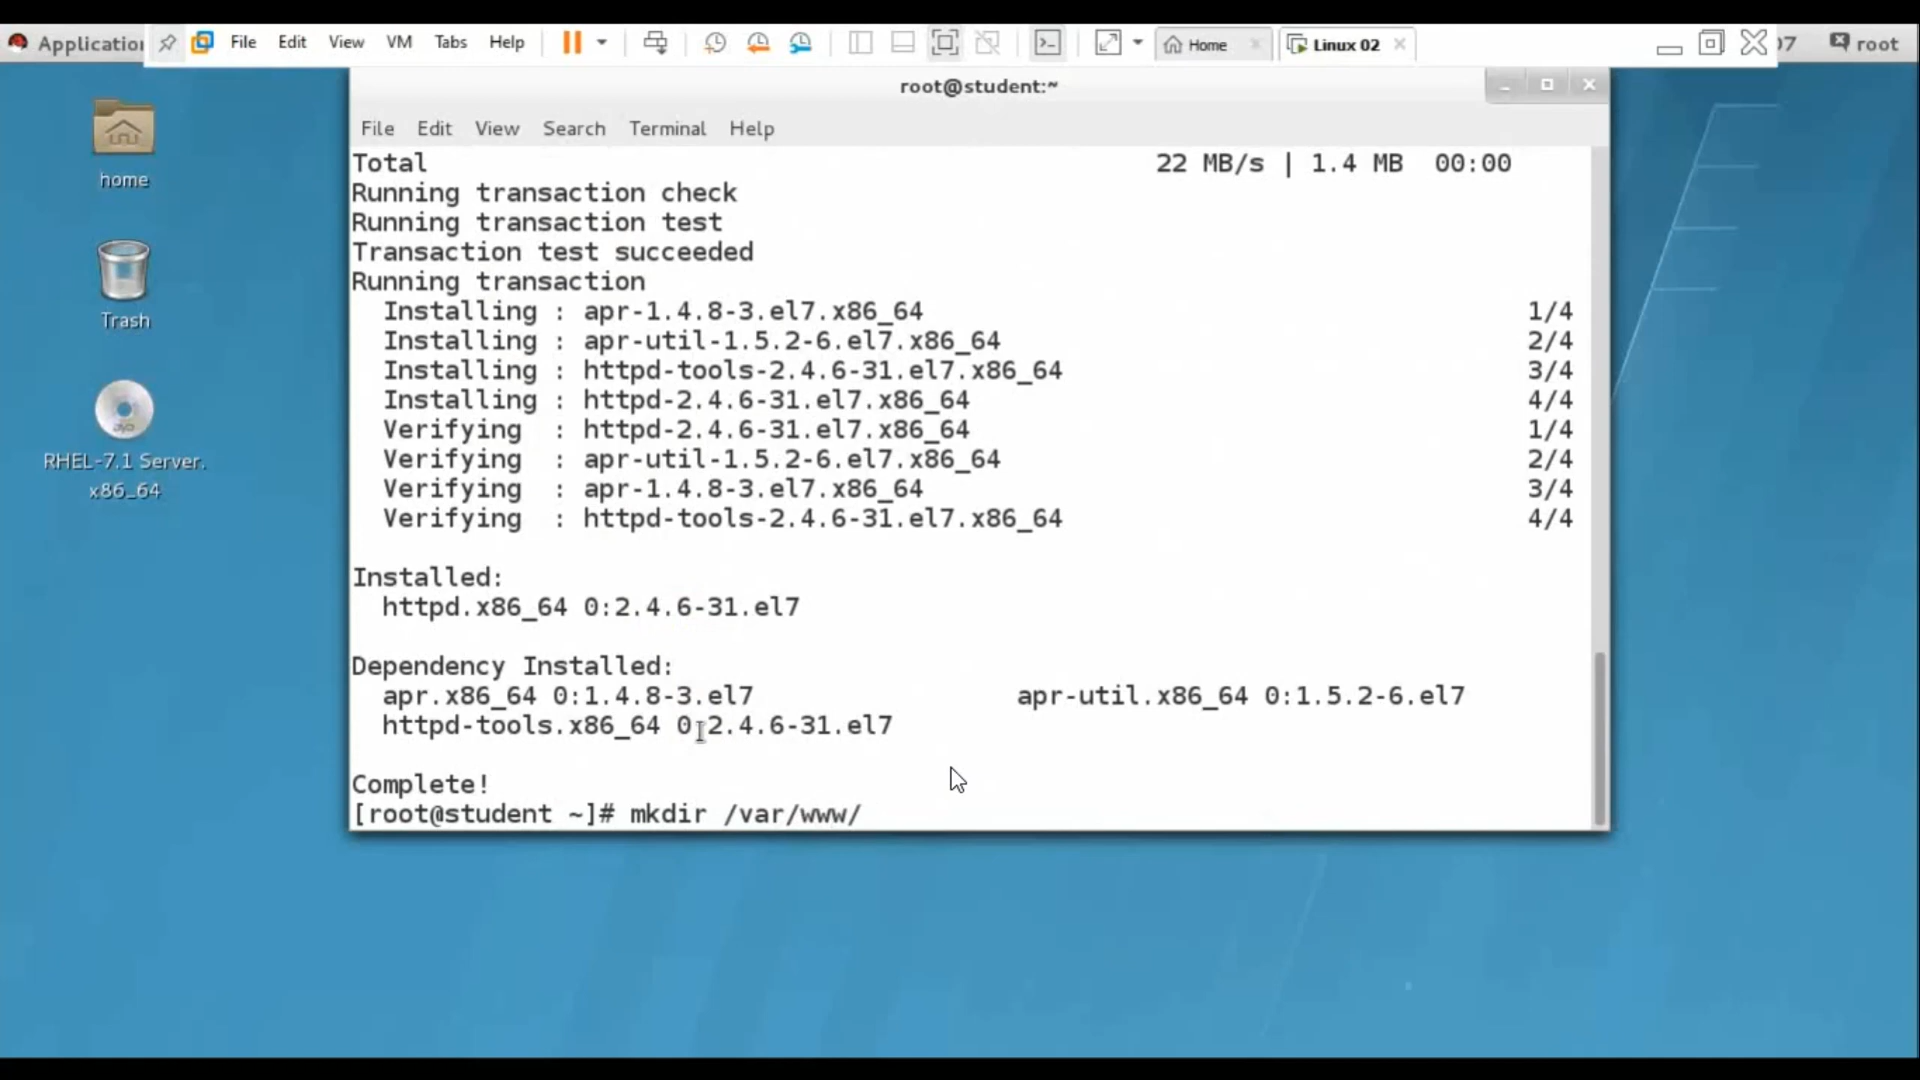 Application File Edit View VM Tabs Help Home Linux 02 07 root
root@student:~
File Edit View Search Terminal Help
home
Trash
RHEL-7.1 Server.
x86_64
Total 22 MB/s | 1.4 MB 00:00
Running transaction check
Running transaction test
Transaction test succeeded
Running transaction
Installing : apr-1.4.8-3.el7.x86_64 1/4
Installing : apr-util-1.5.2-6.el7.x86_64 2/4
Installing : httpd-tools-2.4.6-31.el7.x86_64 3/4
Installing : httpd-2.4.6-31.el7.x86_64 4/4
Verifying : httpd-2.4.6-31.el7.x86_64 1/4
Verifying : apr-util-1.5.2-6.el7.x86_64 2/4
Verifying : apr-1.4.8-3.el7.x86_64 3/4
Verifying : httpd-tools-2.4.6-31.el7.x86_64 4/4
Installed:
httpd.x86_64 0:2.4.6-31.el7
Dependency Installed:
apr.x86_64 0:1.4.8-3.el7 apr-util.x86_64 0:1.5.2-6.el7
httpd-tools.x86_64 0:2.4.6-31.el7
Complete!
[root@student ~]# mkdir /var/www/